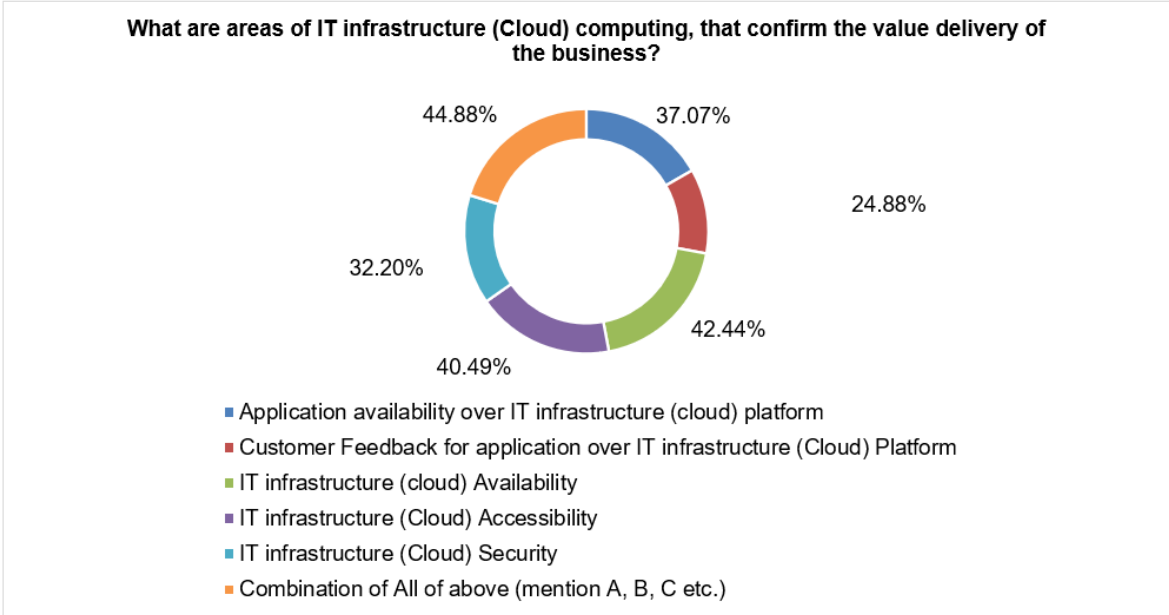 What are areas of IT infrastructure (Cloud) computing, that confirm the value delivery of
the business?
44.88%
37.07%
24.88%
32.20%
42.44%
40.49%
Application availability over IT infrastructure (cloud) platform
Customer Feedback for application over IT infrastructure (Cloud) Platform
IT infrastructure (cloud) Availability
IT infrastructure (Cloud) Accessibility
IT infrastructure (Cloud) Security
Combination of All of above (mention A, B, C etc.)